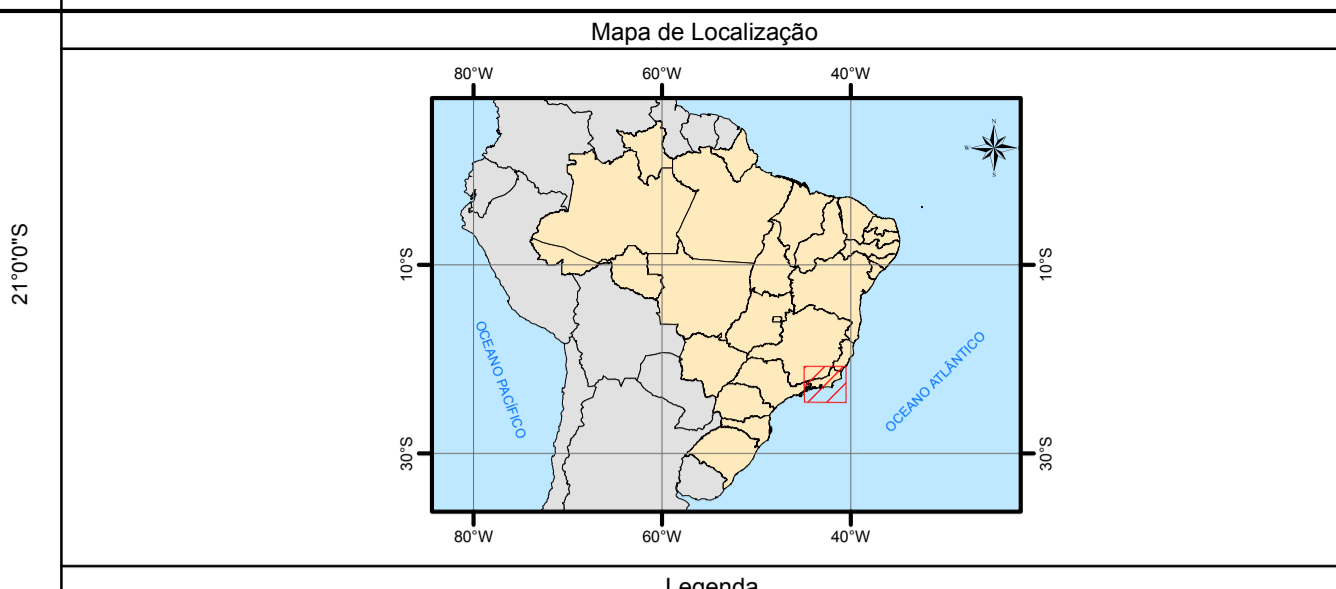 Mapa de Localização
80°W 60°W 40°W
N
W
S
21°0'0"S
10°S 10°S
OCEANO PACÍFICO
OCEANO ATLÂNTICO
30°S 30°S
80°W 60°W 40°W
Legenda